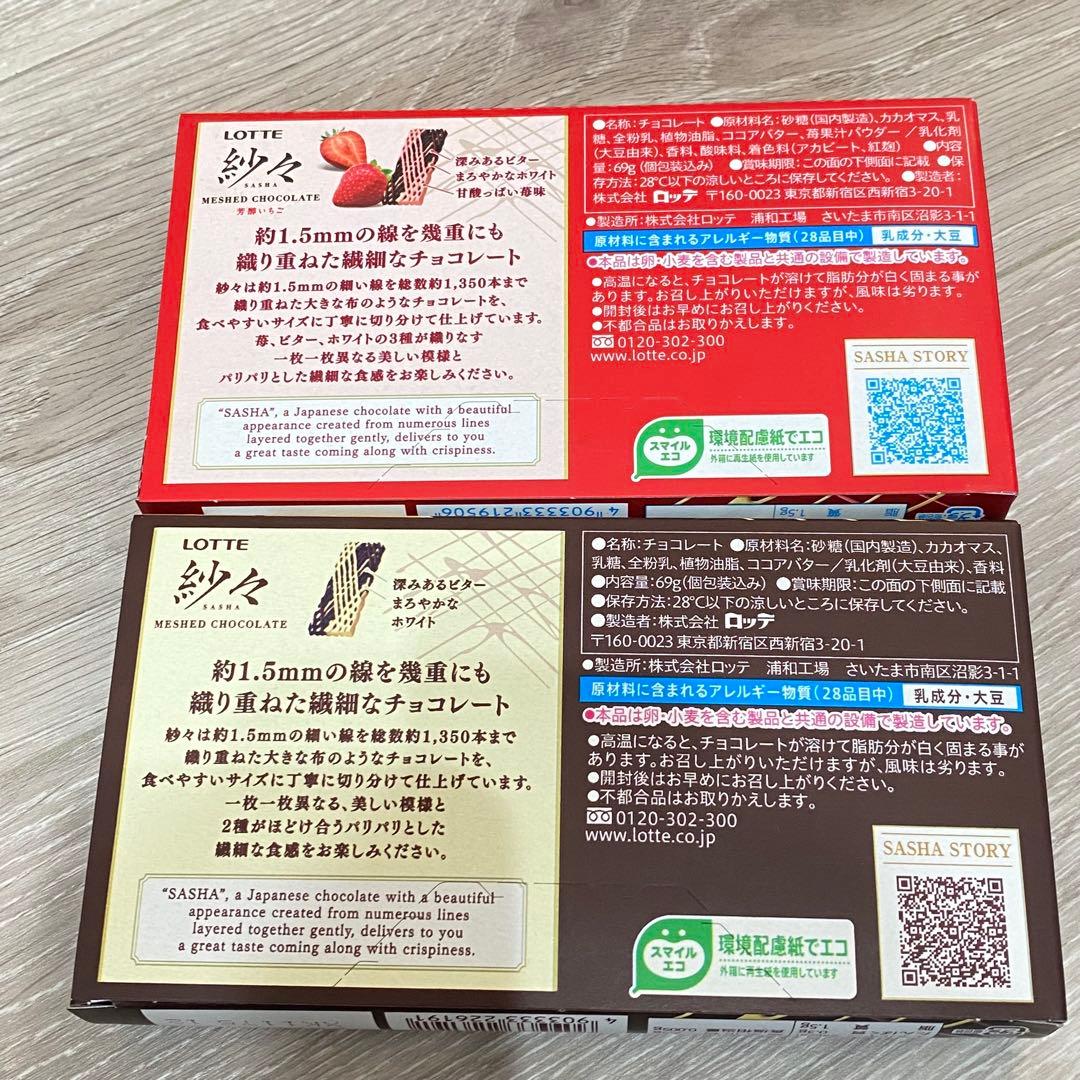 LOTTE
紗々
SASHA
MESHED CHOCOLATE
芳醇いちご
深みあるビター
まろやかなホワイト
甘酸っぱい苺味
約1.5mmの線を幾重にも
織り重ねた繊細なチョコレート
紗々は約1.5mmの細い線を総数約1,350本まで
織り重ねた大きな布のようなチョコレートを、
食べやすいサイズに丁寧に切り分けて仕上げています。
苺、ビター、ホワイトの3種が織りなす
一枚一枚異なる美しい模様と
パリパリとした繊細な食感をお楽しみください。
"SASHA", a Japanese chocolate with a beautiful
appearance created from numerous lines
layered together gently, delivers to you
a great taste coming along with crispiness.
●名称:チョコレート ●原材料名:砂糖(国内製造)、カカオマス、乳
糖、全粉乳、植物油脂、ココアバター、苺果汁パウダー／乳化剤
(大豆由来)、香料、酸味料、着色料(アカビート、紅麹) ●内容
量:69g(個包装込み) ●賞味期限:この面の下側面に記載 ●保
存方法:28℃以下の涼しいところに保存してください。 ●製造者:
株式会社 ロッテ 〒160-0023 東京都新宿区西新宿3-20-1
●製造所:株式会社ロッテ 浦和工場 さいたま市南区沼影3-1-1
原材料に含まれるアレルギー物質(28品目中) 乳成分・大豆
●本品は卵・小麦を含む製品と共通の設備で製造しています。
●高温になると、チョコレートが溶けて脂肪分が白く固まる事が
あります。お召し上がりいただけますが、風味は劣ります。
●開封後はお早めにお召し上がりください。
●不都合品はお取りかえします。
0120-302-300
www.lotte.co.jp
SASHA STORY
スマイル
エコ
環境配慮紙でエコ
外箱に再生紙を使用しています
4 903333 219506
脂
質
1.5g
LOTTE
紗々
SASHA
MESHED CHOCOLATE
深みあるビター
まろやかな
ホワイト
約1.5mmの線を幾重にも
織り重ねた繊細なチョコレート
紗々は約1.5mmの細い線を総数約1,350本まで
織り重ねた大きな布のようなチョコレートを、
食べやすいサイズに丁寧に切り分けて仕上げています。
一枚一枚異なる、美しい模様と
2種がほどけ合うパリパリとした
繊細な食感をお楽しみください。
"SASHA", a Japanese chocolate with a beautiful
appearance created from numerous lines
layered together gently, delivers to you
a great taste coming along with crispiness.
●名称:チョコレート ●原材料名:砂糖(国内製造)、カカオマス、
乳糖、全粉乳、植物油脂、ココアバター／乳化剤(大豆由来)、香料
●内容量:69g(個包装込み) ●賞味期限:この面の下側面に記載
●保存方法:28℃以下の涼しいところに保存してください。
●製造者:株式会社 ロッテ
〒160-0023 東京都新宿区西新宿3-20-1
●製造所:株式会社ロッテ 浦和工場 さいたま市南区沼影3-1-1
原材料に含まれるアレルギー物質(28品目中) 乳成分・大豆
●本品は卵・小麦を含む製品と共通の設備で製造しています。
●高温になると、チョコレートが溶けて脂肪分が白く固まる事が
あります。お召し上がりいただけますが、風味は劣ります。
●開封後はお早めにお召し上がりください。
●不都合品はお取りかえします。
0120-302-300
www.lotte.co.jp
SASHA STORY
スマイル
エコ
環境配慮紙でエコ
外箱に再生紙を使用しています
4 903333 226191
脂
質
1.5g